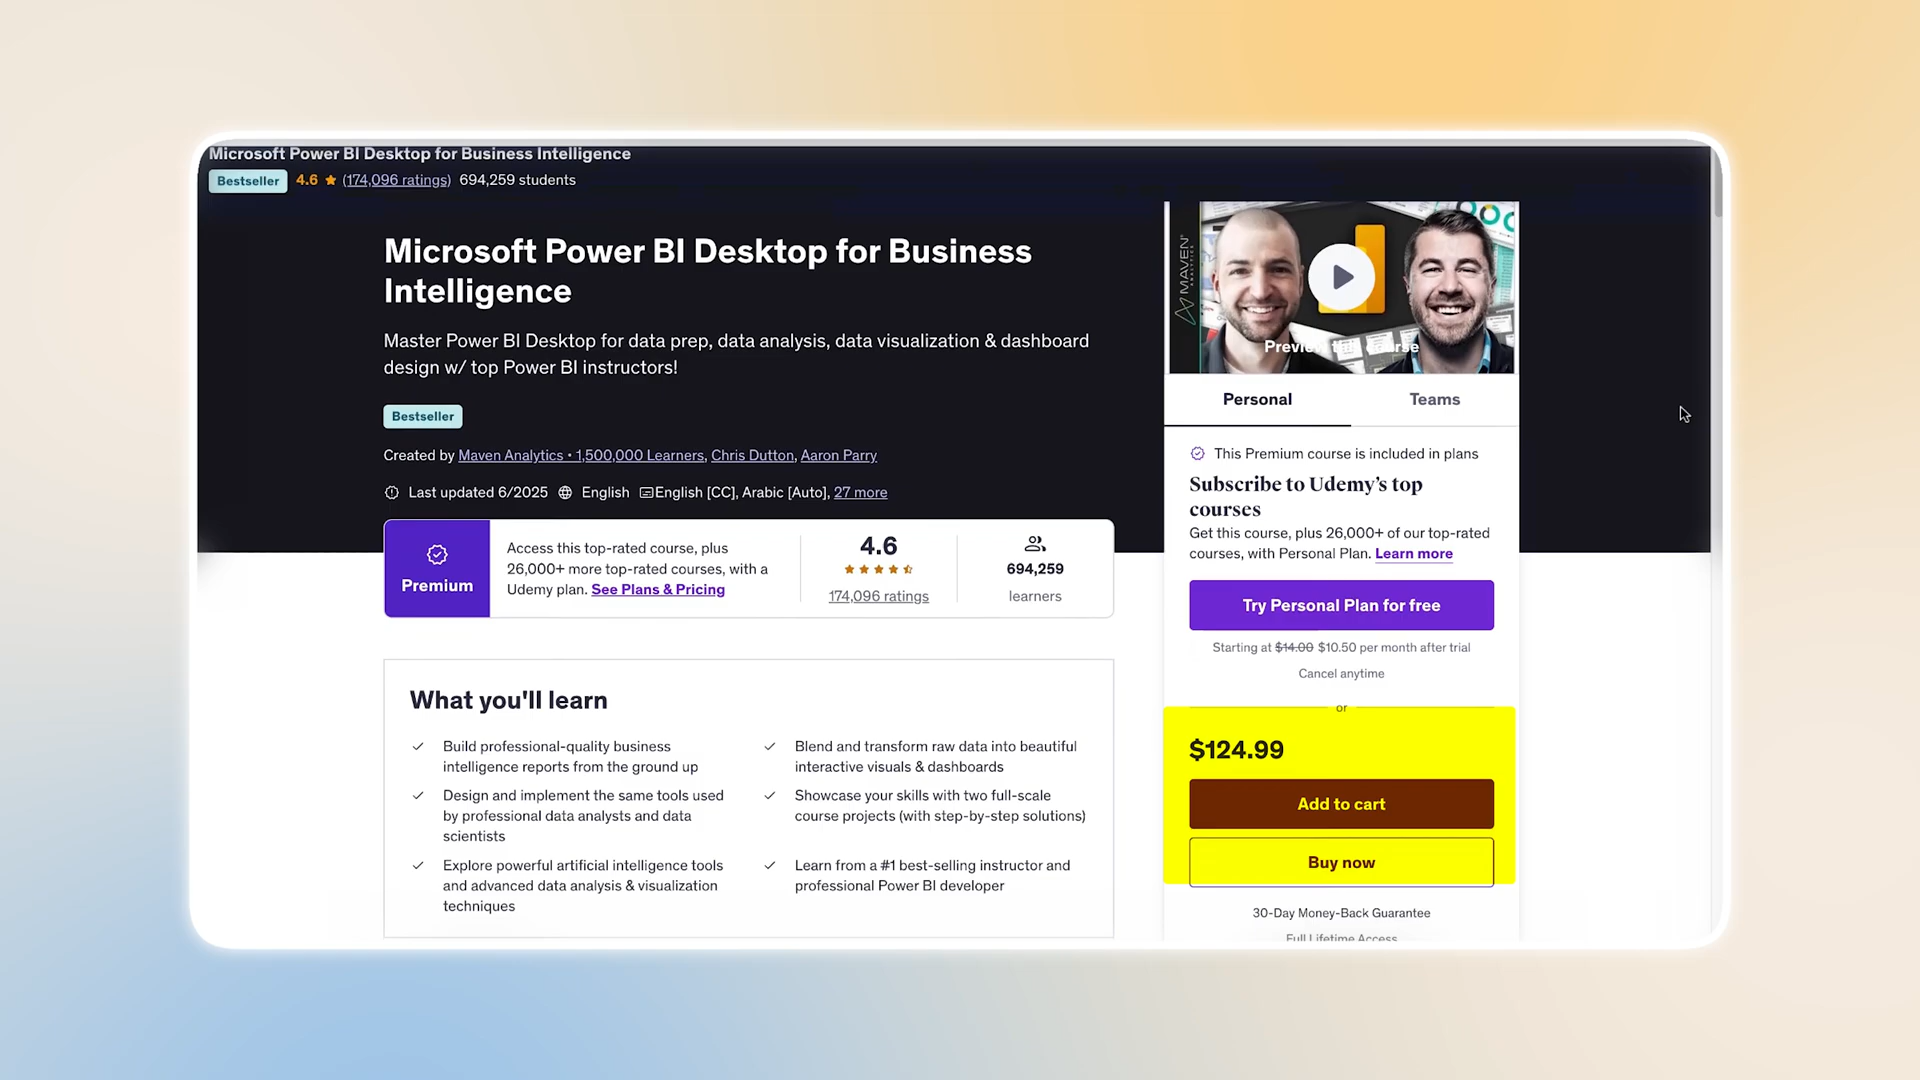 Microsoft Power BI Desktop for Business Intelligence
Bestseller 4.6 (174,096 ratings) 694,259 students
Microsoft Power BI Desktop for Business
Intelligence
Master Power BI Desktop for data prep, data analysis, data visualization & dashboard
design w/ top Power BI instructors!
Bestseller
Created by Maven Analytics • 1,500,000 Learners, Chris Dutton, Aaron Parry
Last updated 6/2025 English English [CC], Arabic [Auto], 27 more
Premium
Access this top-rated course, plus
26,000+ more top-rated courses, with a
Udemy plan. See Plans & Pricing
4.6
174,096 ratings
694,259
learners
What you'll learn
Build professional-quality business
intelligence reports from the ground up
Design and implement the same tools used
by professional data analysts and data
scientists
Explore powerful artificial intelligence tools
and advanced data analysis & visualization
techniques
Blend and transform raw data into beautiful
interactive visuals & dashboards
Showcase your skills with two full-scale
course projects (with step-by-step solutions)
Learn from a #1 best-selling instructor and
professional Power BI developer
MAVEN
ANALYTICS
Preview this course
Personal Teams
This Premium course is included in plans
Subscribe to Udemy's top
courses
Get this course, plus 26,000+ of our top-rated
courses, with Personal Plan. Learn more
Try Personal Plan for free
Starting at $14.00 $10.50 per month after trial
Cancel anytime
or
$124.99
Add to cart
Buy now
30-Day Money-Back Guarantee
Full Lifetime Access